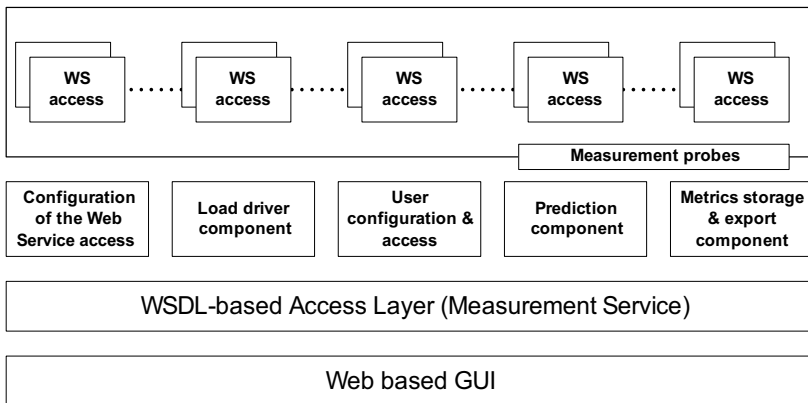 WS
access
WS
access
WS
access
WS
access
WS
access
Measurement probes
Configuration
of the Web
Service access
Load driver
component
User
configuration &
access
Prediction
component
Metrics storage
& export
component
WSDL-based Access Layer (Measurement Service)
Web based GUI